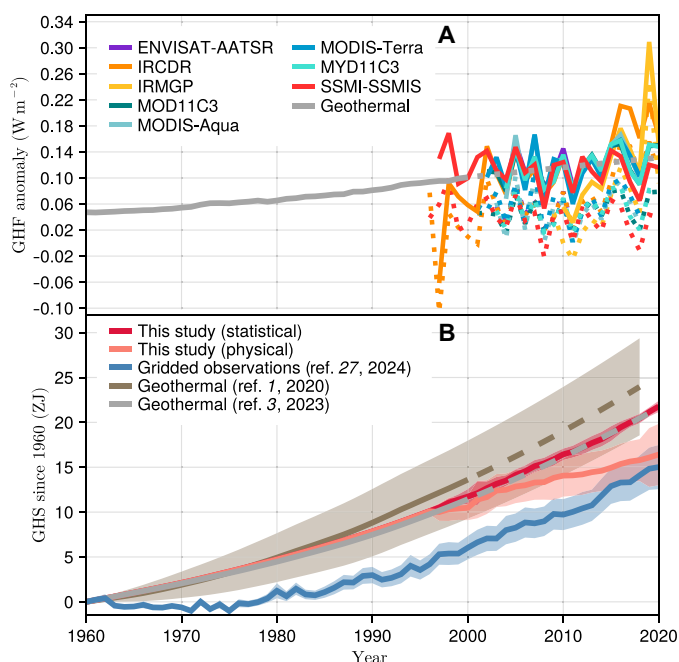 A
ENVISAT-AATSR
IRCDR
IRMGP
MOD11C3
MODIS-Aqua
MODIS-Terra
MYD11C3
SSMI-SSMIS
Geothermal
GHF anomaly (W m−2)
0.34
0.32
0.28
0.24
0.22
0.18
0.14
0.10
0.06
0.02
−0.02
−0.06
−0.10
B
This study (statistical)
This study (physical)
Gridded observations (ref. 27, 2024)
Geothermal (ref. 1, 2020)
Geothermal (ref. 3, 2023)
GHS since 1960 (ZJ)
30
25
20
15
10
5
0
1960
1970
1980
1990
2000
2010
2020
Year